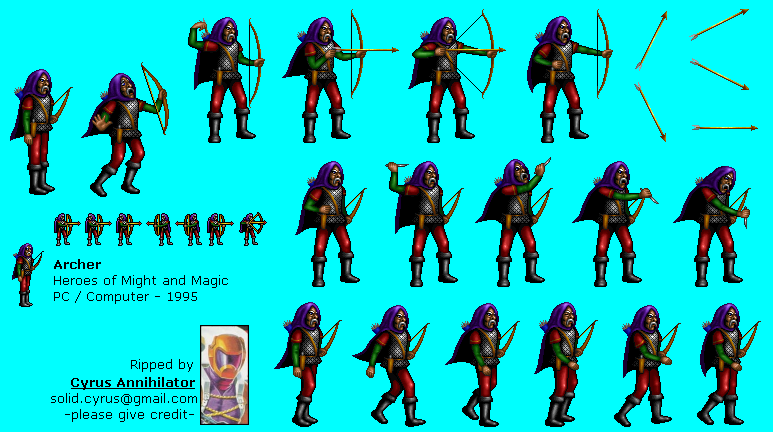 Archer
Heroes of Might and Magic
PC / Computer – 1995
Ripped by
Cyrus Annihilator
solid.cyrus@gmail.com
-please give credit-